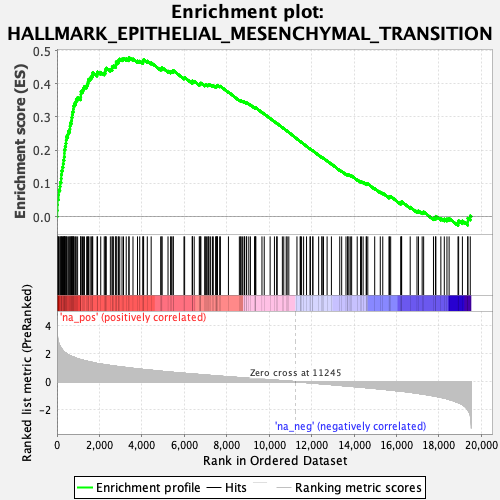 Enrichment plot:
HALLMARK_EPITHELIAL_MESENCHYMAL_TRANSITION
Enrichment score (ES)
0.5
0.4
0.3
0.2
0.1
0.0
'na_pos' (positively correlated)
Ranked list metric (PreRanked)
4
2
0
-2
Zero cross at 11245
'na_neg' (negatively correlated)
0 2,000 4,000 6,000 8,000 10,000 12,000 14,000 16,000 18,000 20,000
Rank in Ordered Dataset
Enrichment profile Hits Ranking metric scores